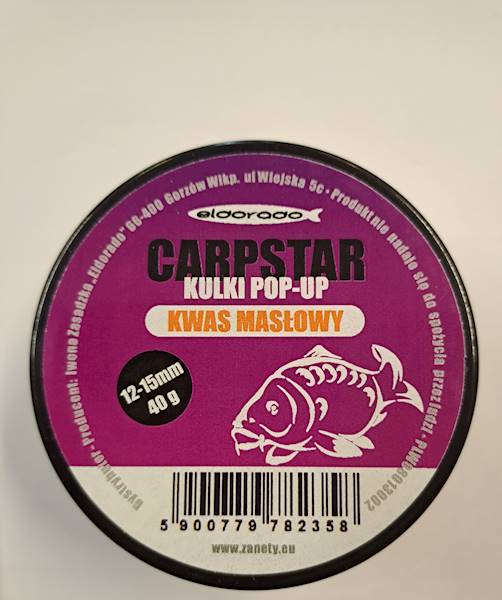 Dystrybutor - Producent: Iwona Zasadzka „Eldorado" 66-400 Gorzów Wlkp. ul Wiejska 5c • Produkt nie nadaje się do spożycia przez ludzi •
eldorado
CARPSTAR
KULKI POP-UP
KWAS MASŁOWY
12-15mm
40 g
5 900779 782358
www.zanety.eu